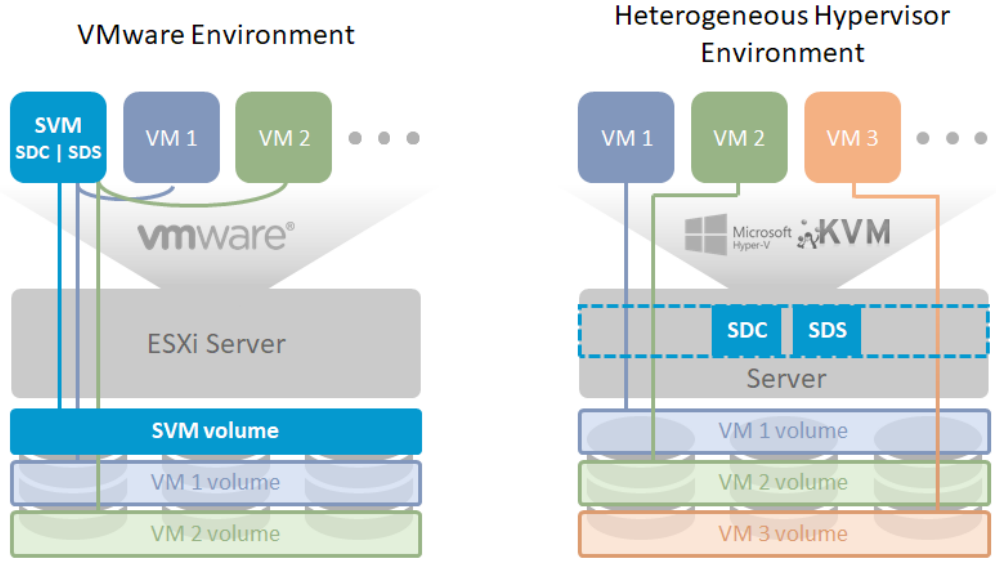 VMware Environment
SVM
SDC | SDS
VM 1
VM 2
vmware®
ESXi Server
SVM volume
VM 1 volume
VM 2 volume
Heterogeneous Hypervisor
Environment
VM 1
VM 2
VM 3
Microsoft
Hyper-V
KVM
SDC
SDS
Server
VM 1 volume
VM 2 volume
VM 3 volume